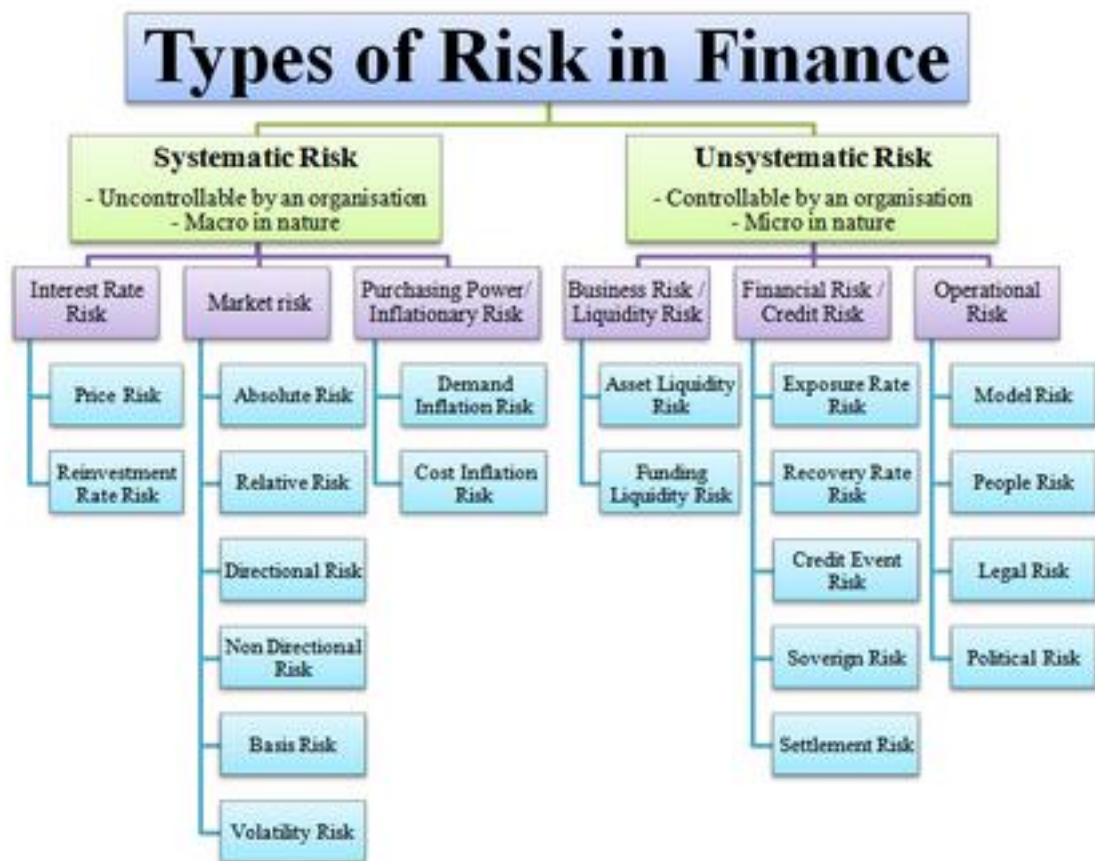 Types of Risk in Finance
Systematic Risk
- Uncontrollable by an organisation
- Macro in nature
Unsystematic Risk
- Controllable by an organisation
- Micro in nature
Interest Rate
Risk
Price Risk
Reinvestment
Rate Risk
Market risk
Absolute Risk
Relative Risk
Directional Risk
Non Directional
Risk
Basis Risk
Volatility Risk
Purchasing Power/
Inflationary Risk
Demand
Inflation Risk
Cost Inflation
Risk
Business Risk /
Liquidity Risk
Asset Liquidity
Risk
Funding
Liquidity Risk
Financial Risk /
Credit Risk
Exposure Rate
Risk
Recovery Rate
Risk
Credit Event
Risk
Soverign Risk
Settlement Risk
Operational
Risk
Model Risk
People Risk
Legal Risk
Political Risk